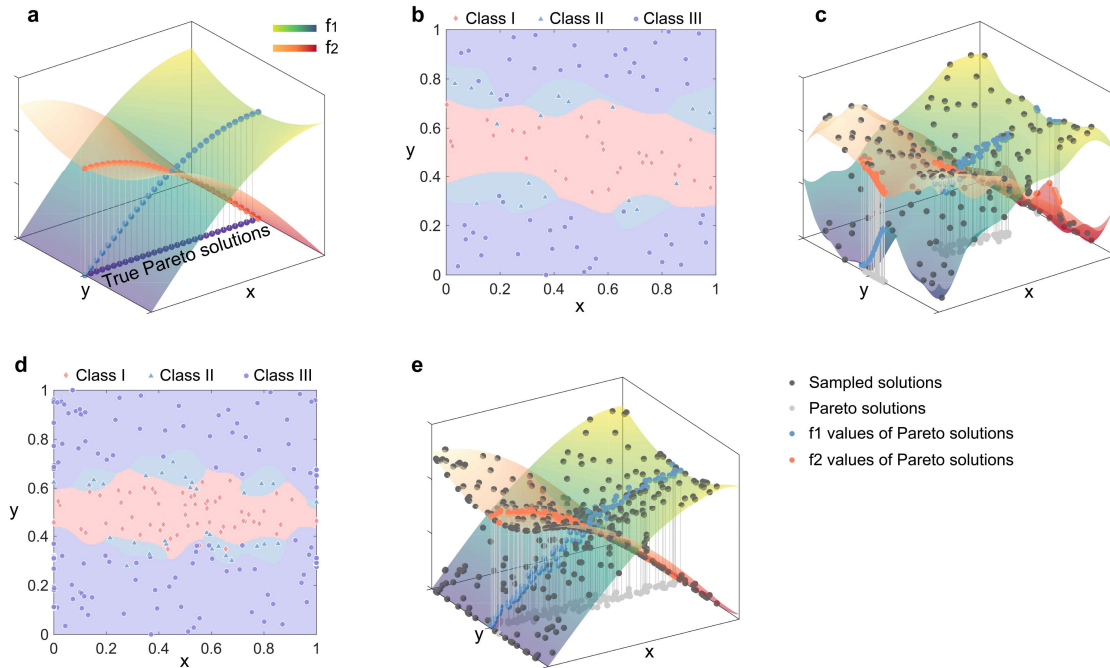 a
f1
f2
True Pareto solutions
y
x
b
Class I Class II Class III
1
0.8
0.6
y
0.4
0.2
0
0 0.2 0.4 0.6 0.8 1
x
c
y
x
d
Class I Class II Class III
1
0.8
0.6
y
0.4
0.2
0
0 0.2 0.4 0.6 0.8 1
x
e
y
x
Sampled solutions
Pareto solutions
f1 values of Pareto solutions
f2 values of Pareto solutions